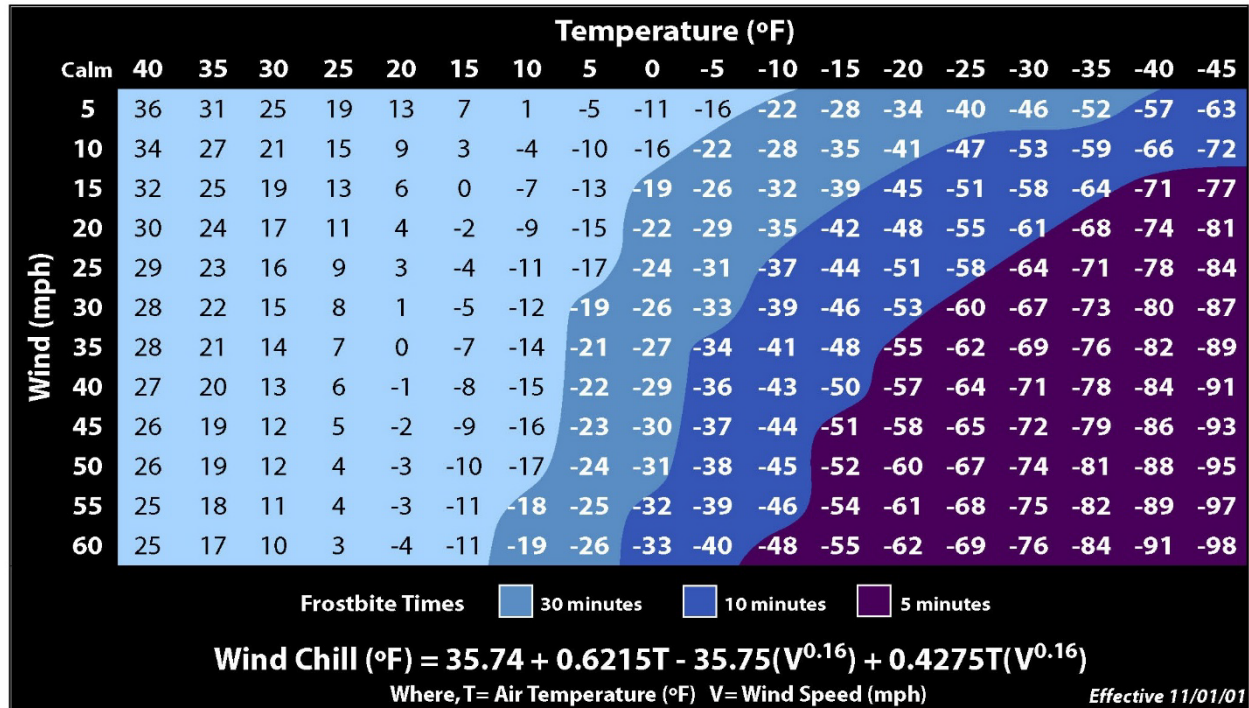 Temperature (ºF)
Calm 40 35 30 25 20 15 10 5 0 -5 -10 -15 -20 -25 -30 -35 -40 -45
5 36 31 25 19 13 7 1 -5 -11 -16 -22 -28 -34 -40 -46 -52 -57 -63
10 34 27 21 15 9 3 -4 -10 -16 -22 -28 -35 -41 -47 -53 -59 -66 -72
15 32 25 19 13 6 0 -7 -13 -19 -26 -32 -39 -45 -51 -58 -64 -71 -77
20 30 24 17 11 4 -2 -9 -15 -22 -29 -35 -42 -48 -55 -61 -68 -74 -81
25 29 23 16 9 3 -4 -11 -17 -24 -31 -37 -44 -51 -58 -64 -71 -78 -84
30 28 22 15 8 1 -5 -12 -19 -26 -33 -39 -46 -53 -60 -67 -73 -80 -87
35 28 21 14 7 0 -7 -14 -21 -27 -34 -41 -48 -55 -62 -69 -76 -82 -89
40 27 20 13 6 -1 -8 -15 -22 -29 -36 -43 -50 -57 -64 -71 -78 -84 -91
45 26 19 12 5 -2 -9 -16 -23 -30 -37 -44 -51 -58 -65 -72 -79 -86 -93
50 26 19 12 4 -3 -10 -17 -24 -31 -38 -45 -52 -60 -67 -74 -81 -88 -95
55 25 18 11 4 -3 -11 -18 -25 -32 -39 -46 -54 -61 -68 -75 -82 -89 -97
60 25 17 10 3 -4 -11 -19 -26 -33 -40 -48 -55 -62 -69 -76 -84 -91 -98
Wind (mph)
Frostbite Times 30 minutes 10 minutes 5 minutes
Wind Chill (ºF) = 35.74 + 0.6215T - 35.75(V^0.16) + 0.4275T(V^0.16)
Where, T= Air Temperature (ºF) V= Wind Speed (mph) Effective 11/01/01